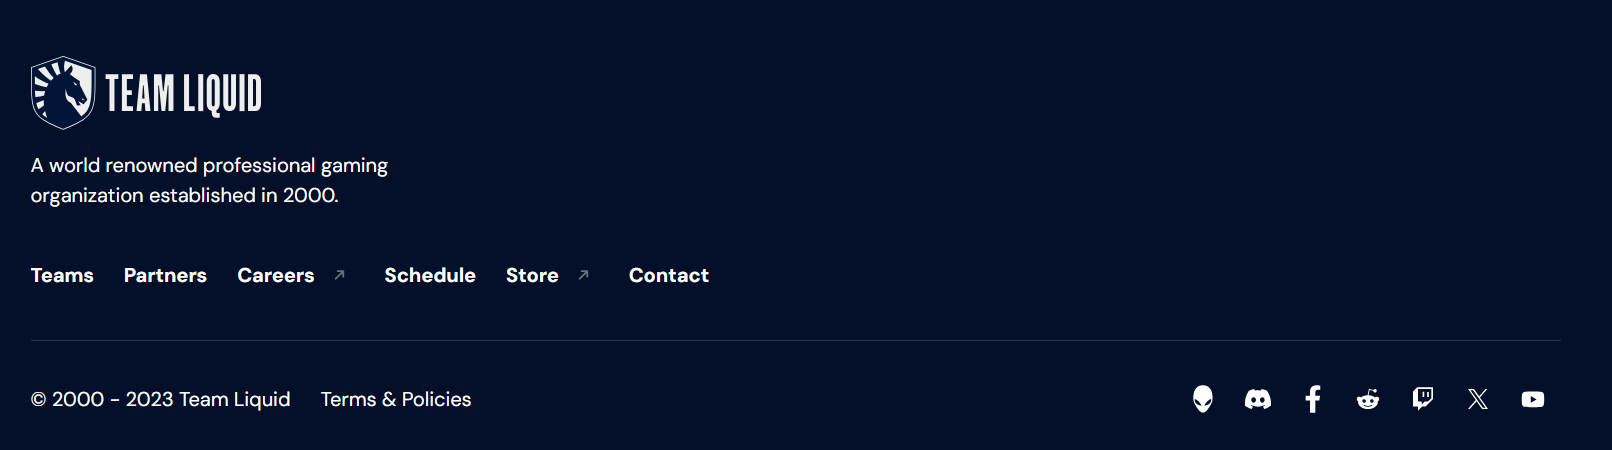 TEAM LIQUID
A world renowned professional gaming
organization established in 2000.
Teams Partners Careers Schedule Store Contact
© 2000 - 2023 Team Liquid Terms & Policies